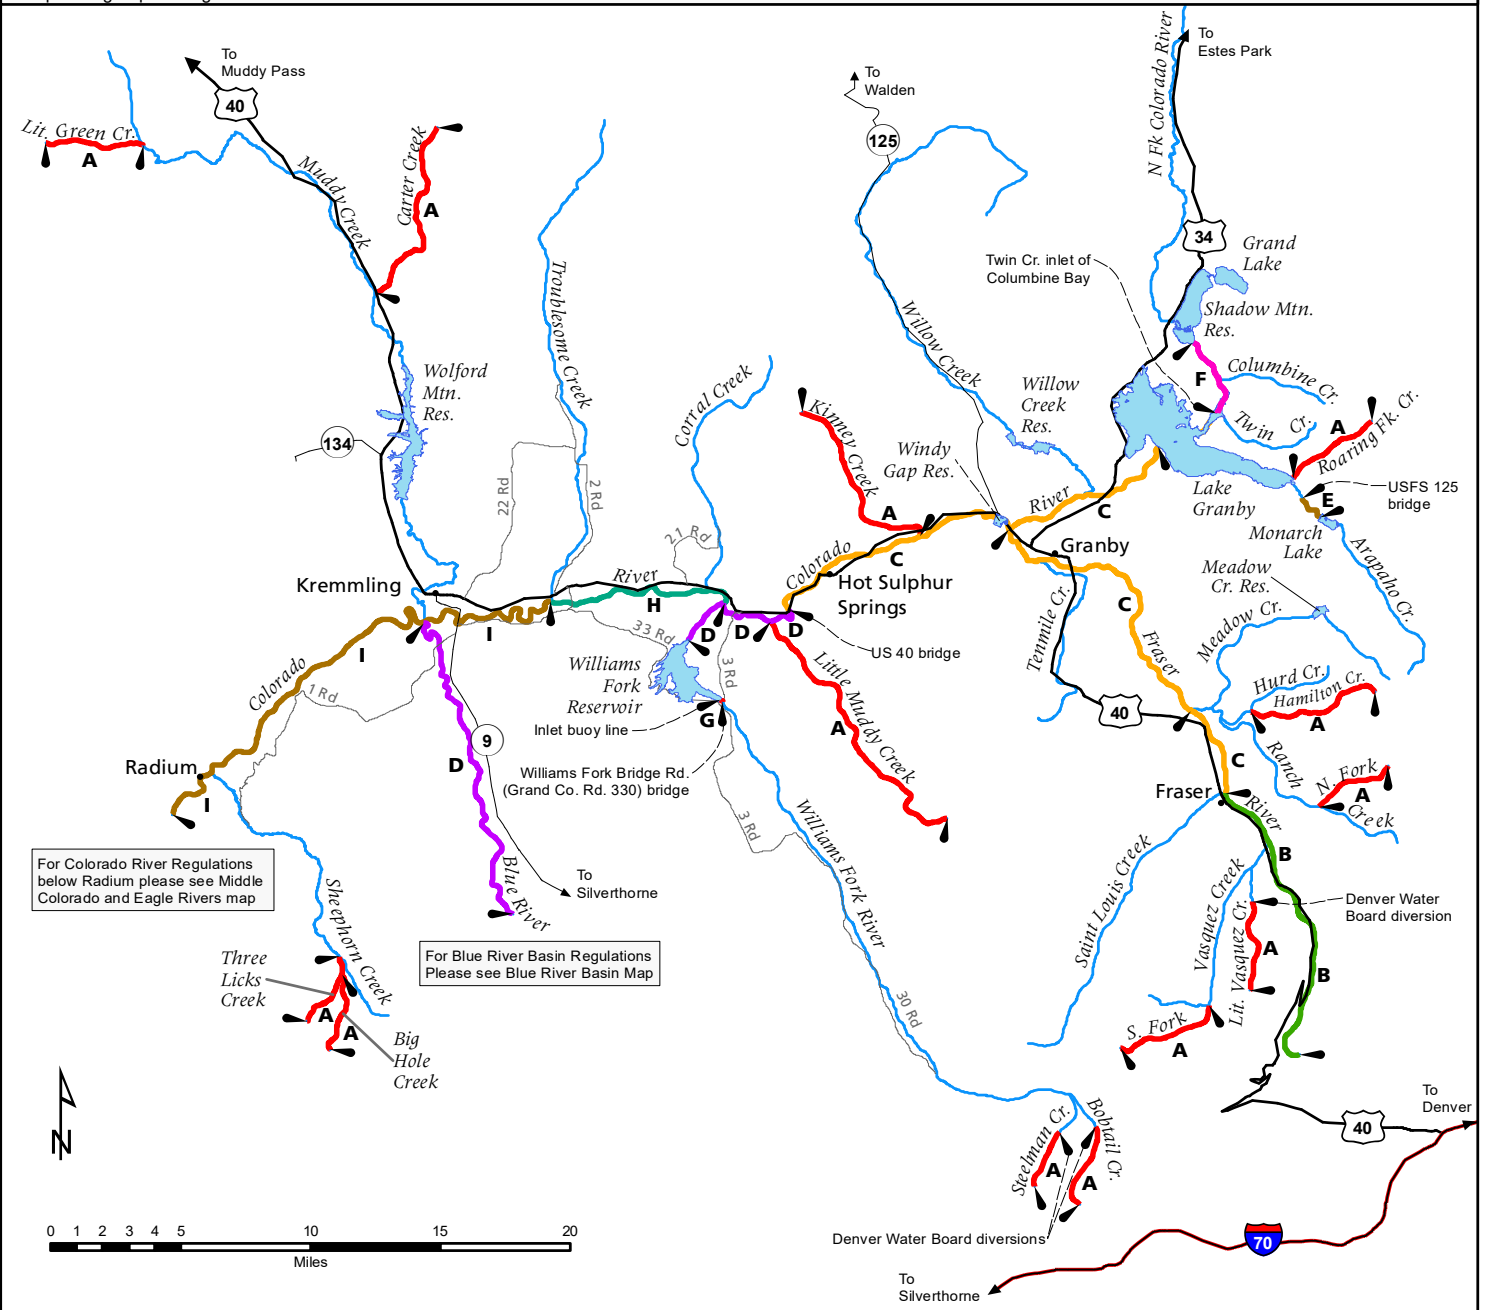 To
Muddy Pass
40
Lit. Green Cr.
A
Muddy Creek
Carter Creek
A
To
Walden
125
N Fk Colorado River
To
Estes Park
34
Grand
Lake
Twin Cr. inlet of
Columbine Bay
Shadow Mtn.
Res.
Troublesome Creek
Willow Creek
Wolford
Mtn.
Res.
Corral Creek
Willow
Creek
Res.
F
Columbine Cr.
Twin Cr.
A
Roaring Fk. Cr.
134
Kinney Creek
Windy
Gap Res.
22 Rd
2 Rd
21 Rd
A
River
C
Lake
Granby
USFS 125
bridge
E
Monarch
Lake
Arapaho Cr.
Granby
Meadow
Cr. Res.
Colorado
C
Hot Sulphur
Springs
Kremmling
River
H
I
I
D
D
D
33 Rd
3 Rd
US 40 bridge
Tenmile Cr.
C
Fraser
Meadow Cr.
Williams
Fork
Reservoir
Little Muddy Creek
A
Hurd Cr.
Hamilton Cr.
A
Colorado
1 Rd
Inlet buoy line
G
40
9
D
Williams Fork Bridge Rd.
(Grand Co. Rd. 330) bridge
Radium
I
C
Ranch
Creek
N. Fork
A
Fraser
River
B
3 Rd
Williams Fork River
For Colorado River Regulations
below Radium please see Middle
Colorado and Eagle Rivers map
Sheephorn Creek
Blue River
To
Silverthorne
Saint Louis Creek
Vasquez Creek
Lit. Vasquez Cr.
A
Denver Water
Board diversion
B
For Blue River Basin Regulations
Please see Blue River Basin Map
Three
Licks
Creek
A
A
Big
Hole
Creek
30 Rd
S. Fork
A
N
Steelman Cr.
A
Bobtail Cr.
A
To
Denver
40
Denver Water Board diversions
70
To
Silverthorne
0 1 2 3 4 5 10 15 20
Miles